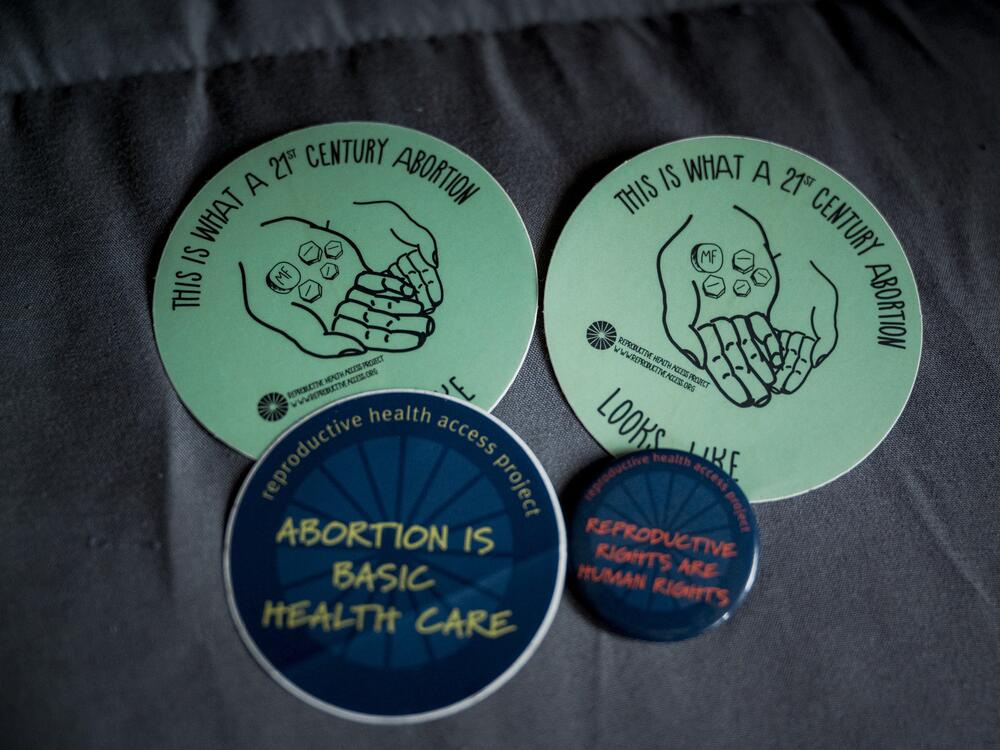 THIS IS WHAT A 21ST CENTURY ABORTION
MF
REPRODUCTIVE HEALTH ACCESS PROJECT
WWW.REPRODUCTIVEACCESS.ORG
THIS IS WHAT A 21ST CENTURY ABORTION
MF
REPRODUCTIVE HEALTH ACCESS PROJECT
WWW.REPRODUCTIVEACCESS.ORG
LOOKS LIKE
reproductive health access project
ABORTION IS
BASIC
HEALTH CARE
reproductive health access project
REPRODUCTIVE
RIGHTS ARE
HUMAN RIGHTS